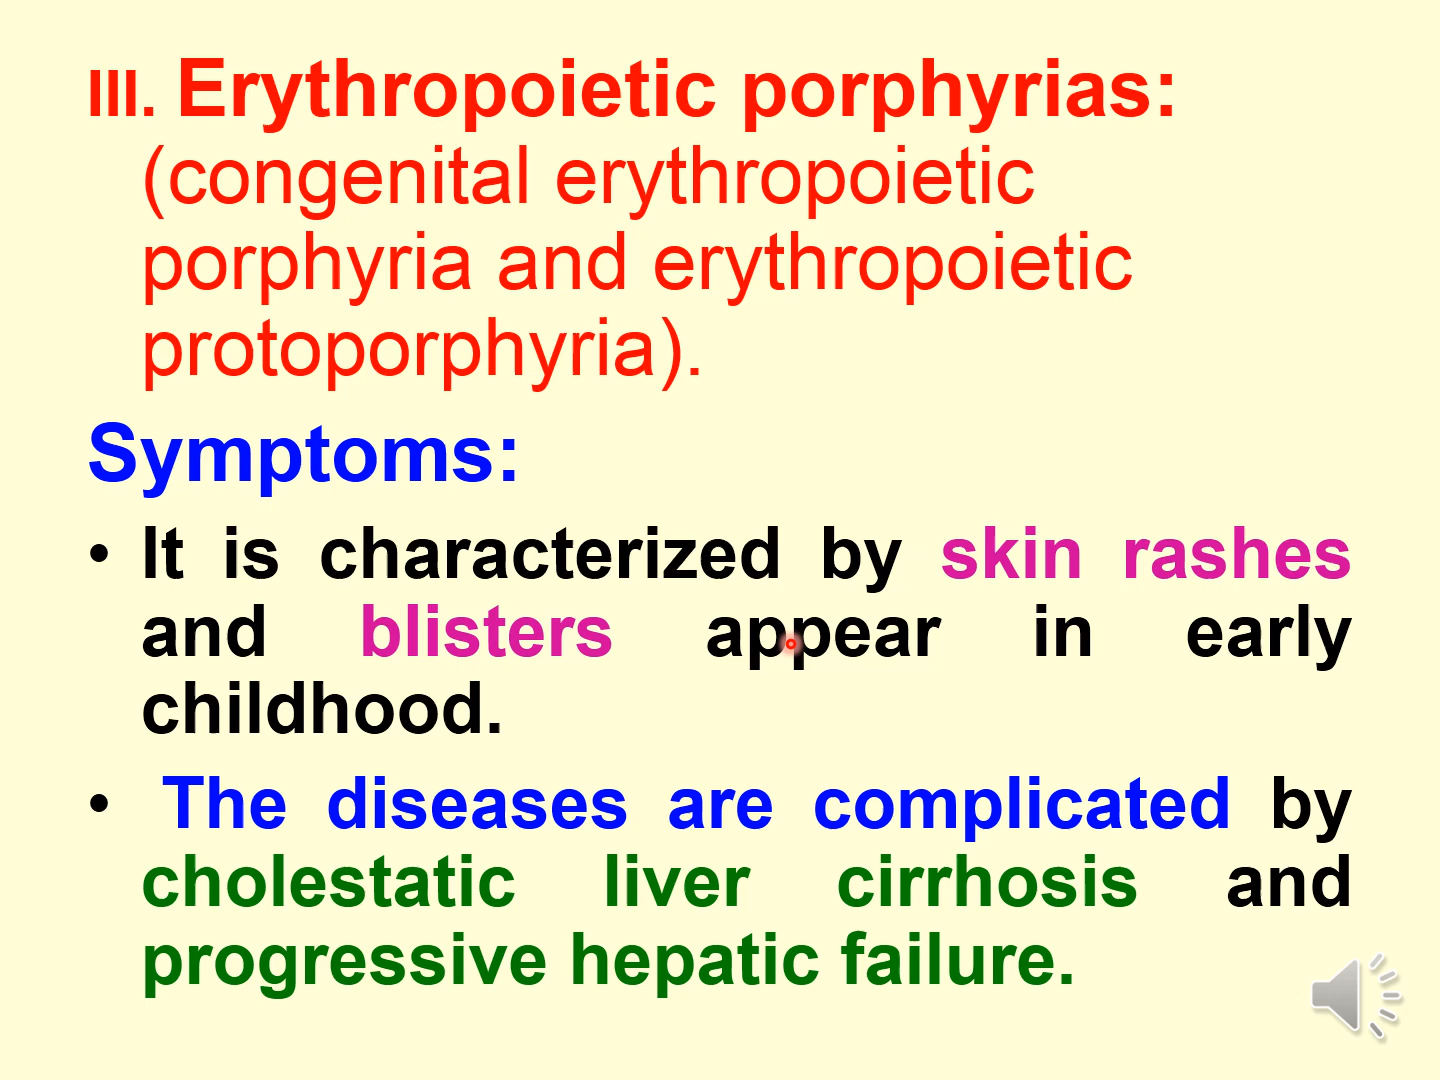 III. Erythropoietic porphyrias:
(congenital erythropoietic
porphyria and erythropoietic
protoporphyria).
Symptoms:
• It is characterized by skin rashes
and blisters appear in early
childhood.
• The diseases are complicated by
cholestatic liver cirrhosis and
progressive hepatic failure.